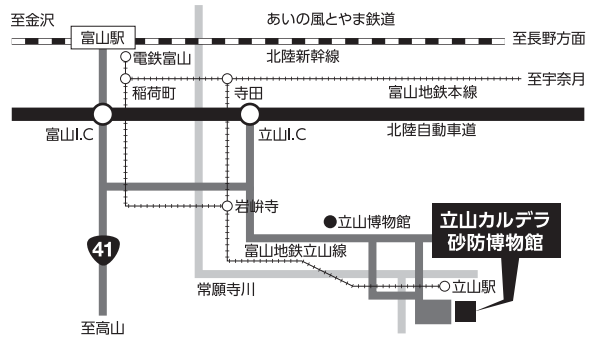 至金沢
あいの風とやま鉄道
富山駅
至長野方面
北陸新幹線
電鉄富山
稲荷町
寺田
富山地鉄本線
至宇奈月
富山I.C
立山I.C
北陸自動車道
岩峅寺
立山博物館
立山カルデラ
砂防博物館
41
富山地鉄立山線
常願寺川
立山駅
至高山